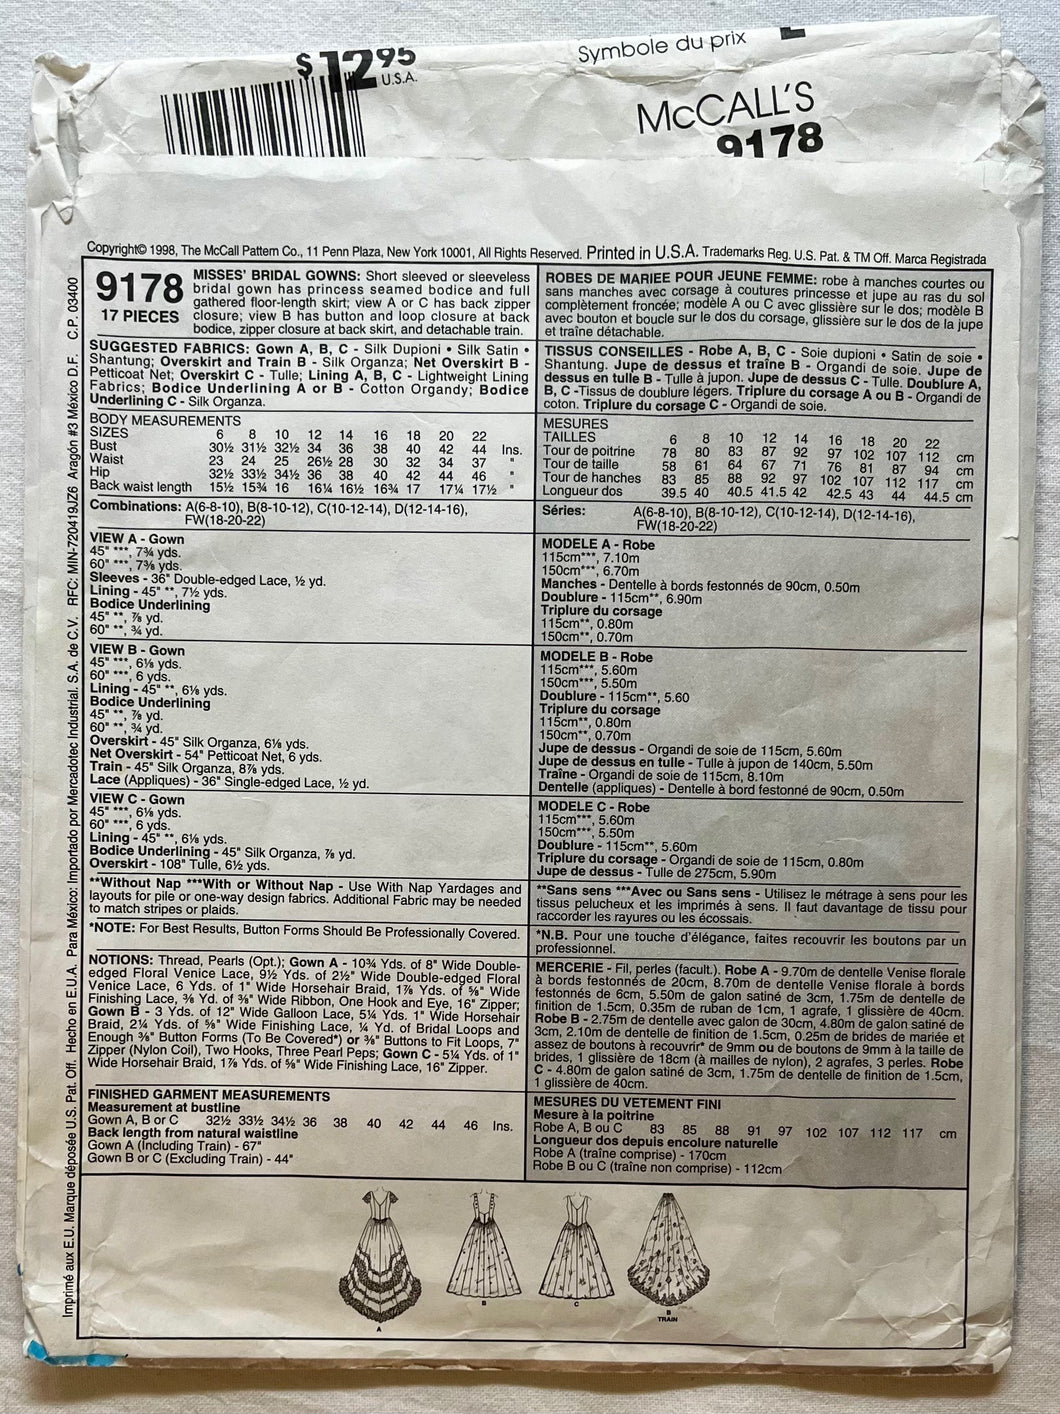 $12.95
U.S.A.
Symbole du prix
McCALL'S
9178
Copyright© 1998, The McCall Pattern Co., 11 Penn Plaza, New York 10001, All Rights Reserved. Printed in U.S.A. Trademarks Reg. U.S. Pat. & TM Off. Marca Registrada
9178
17 PIECES
MISSES' BRIDAL GOWNS: Short sleeved or sleeveless
bridal gown has princess seamed bodice and full
gathered floor-length skirt; view A or C has back zipper
closure; view B has button and loop closure at back
bodice, zipper closure at back skirt, and detachable train.
SUGGESTED FABRICS: Gown A, B, C - Silk Dupioni • Silk Satin •
Shantung; Overskirt and Train B - Silk Organza; Net Overskirt B -
Petticoat Net; Overskirt C - Tulle; Lining A, B, C - Lightweight Lining
Fabrics; Bodice Underlining A or B - Cotton Organdy; Bodice
Underlining C - Silk Organza.
BODY MEASUREMENTS
SIZES 6 8 10 12 14 16 18 20 22
Bust 30½ 31½ 32½ 34 36 38 40 42 44 Ins.
Waist 23 24 25 26½ 28 30 32 34 37 "
Hip 32½ 33½ 34½ 36 38 40 42 44 46 "
Back waist length 15½ 15¾ 16 16¼ 16½ 16¾ 17 17¼ 17½ "
Combinations: A(6-8-10), B(8-10-12), C(10-12-14), D(12-14-16),
FW(18-20-22)
VIEW A - Gown
45" ***, 7¾ yds.
60" ***, 7⅜ yds.
Sleeves - 36" Double-edged Lace, ½ yd.
Lining - 45" **, 7½ yds.
Bodice Underlining
45" **, ⅞ yd.
60" **, ¾ yd.
VIEW B - Gown
45" ***, 6⅛ yds.
60" ***, 6 yds.
Lining - 45" **, 6⅛ yds.
Bodice Underlining
45" **, ⅞ yd.
60" **, ¾ yd.
Overskirt - 45" Silk Organza, 6⅛ yds.
Net Overskirt - 54" Petticoat Net, 6 yds.
Train - 45" Silk Organza, 8⅞ yds.
Lace (Appliques) - 36" Single-edged Lace, ½ yd.
VIEW C - Gown
45" ***, 6⅛ yds.
60" ***, 6 yds.
Lining - 45" **, 6⅛ yds.
Bodice Underlining - 45" Silk Organza, ⅞ yd.
Overskirt - 108" Tulle, 6½ yds.
**Without Nap ***With or Without Nap - Use With Nap Yardages and
layouts for pile or one-way design fabrics. Additional Fabric may be needed
to match stripes or plaids.
*NOTE: For Best Results, Button Forms Should Be Professionally Covered.
NOTIONS: Thread, Pearls (Opt.); Gown A - 10¾ Yds. of 8" Wide Double-
edged Floral Venice Lace, 9½ Yds. of 2½" Wide Double-edged Floral
Venice Lace, 6 Yds. of 1" Wide Horsehair Braid, 1⅞ Yds. of ⅝" Wide
Finishing Lace, ⅜ Yd. of ⅜" Wide Ribbon, One Hook and Eye, 16" Zipper;
Gown B - 3 Yds. of 12" Wide Galloon Lace, 5¼ Yds. 1" Wide Horsehair
Braid, 2¼ Yds. of ⅝" Wide Finishing Lace, ¼ Yd. of Bridal Loops and
Enough ⅜" Button Forms (To Be Covered*) or ⅜" Buttons to Fit Loops, 7"
Zipper (Nylon Coil), Two Hooks, Three Pearl Peps; Gown C - 5¼ Yds. of 1"
Wide Horsehair Braid, 1⅞ Yds. of ⅝" Wide Finishing Lace, 16" Zipper.
FINISHED GARMENT MEASUREMENTS
Measurement at bustline
Gown A, B or C 32½ 33½ 34½ 36 38 40 42 44 46 Ins.
Back length from natural waistline
Gown A (Including Train) - 67"
Gown B or C (Excluding Train) - 44"
ROBES DE MARIEE POUR JEUNE FEMME: robe à manches courtes ou
sans manches avec corsage à coutures princesse et jupe au ras du sol
complètement froncée; modèle A ou C avec glissière sur le dos; modèle B
avec bouton et boucle sur le dos du corsage, glissière sur le dos de la jupe
et traîne détachable.
TISSUS CONSEILLES - Robe A, B, C - Soie dupioni • Satin de soie •
Shantung. Jupe de dessus et traîne B - Organdi de soie. Jupe de
dessus en tulle B - Tulle à jupon. Jupe de dessus C - Tulle. Doublure A,
B, C -Tissus de doublure légers. Triplure du corsage A ou B - Organdi de
coton. Triplure du corsage C - Organdi de soie.
MESURES
TAILLES 6 8 10 12 14 16 18 20 22
Tour de poitrine 78 80 83 87 92 97 102 107 112 cm
Tour de taille 58 61 64 67 71 76 81 87 94 cm
Tour de hanches 83 85 88 92 97 102 107 112 117 cm
Longueur dos 39.5 40 40.5 41.5 42 42.5 43 44 44.5 cm
Séries: A(6-8-10), B(8-10-12), C(10-12-14), D(12-14-16),
FW(18-20-22)
MODELE A - Robe
115cm***, 7.10m
150cm***, 6.70m
Manches - Dentelle à bords festonnés de 90cm, 0.50m
Doublure - 115cm**, 6.90m
Triplure du corsage
115cm**, 0.80m
150cm**, 0.70m
MODELE B - Robe
115cm***, 5.60m
150cm***, 5.50m
Doublure - 115cm**, 5.60
Triplure du corsage
115cm**, 0.80m
150cm**, 0.70m
Jupe de dessus - Organdi de soie de 115cm, 5.60m
Jupe de dessus en tulle - Tulle à jupon de 140cm, 5.50m
Traîne - Organdi de soie de 115cm, 8.10m
Dentelle (appliques) - Dentelle à bord festonné de 90cm, 0.50m
MODELE C - Robe
115cm***, 5.60m
150cm***, 5.50m
Doublure - 115cm**, 5.60m
Triplure du corsage - Organdi de soie de 115cm, 0.80m
Jupe de dessus - Tulle de 275cm, 5.90m
**Sans sens ***Avec ou Sans sens - Utilisez le métrage à sens pour les
tissus pelucheux et les imprimés à sens. Il faut davantage de tissu pour
raccorder les rayures ou les écossais.
*N.B. Pour une touche d'élégance, faites recouvrir les boutons par un
professionnel.
MERCERIE - Fil, perles (facult.). Robe A - 9.70m de dentelle Venise florale
à bords festonnés de 20cm, 8.70m de dentelle Venise florale à bords
festonnés de 6cm, 5.50m de galon satiné de 3cm, 1.75m de dentelle de
finition de 1.5cm, 0.35m de ruban de 1cm, 1 agrafe, 1 glissière de 40cm.
Robe B - 2.75m de dentelle avec galon de 30cm, 4.80m de galon satiné de
3cm, 2.10m de dentelle de finition de 1.5cm, 0.25m de brides de mariée et
assez de boutons à recouvrir* de 9mm ou de boutons de 9mm à la taille de
brides, 1 glissière de 18cm (à mailles de nylon), 2 agrafes, 3 perles. Robe
C - 4.80m de galon satiné de 3cm, 1.75m de dentelle de finition de 1.5cm,
1 glissière de 40cm.
MESURES DU VETEMENT FINI
Mesure à la poitrine
Robe A, B ou C 83 85 88 91 97 102 107 112 117 cm
Longueur dos depuis encolure naturelle
Robe A (traîne comprise) - 170cm
Robe B ou C (traîne non comprise) - 112cm
A
B
C
B
TRAIN
Imprimé aux E.U. Marque déposée U.S. Pat. Off. Hecho en E.U.A. Para México: Importado por Mercadotec Industrial. S.A. de C.V. RFC: MIN-720419JZ6 Aragón #3 México D.F. C.P. 03400